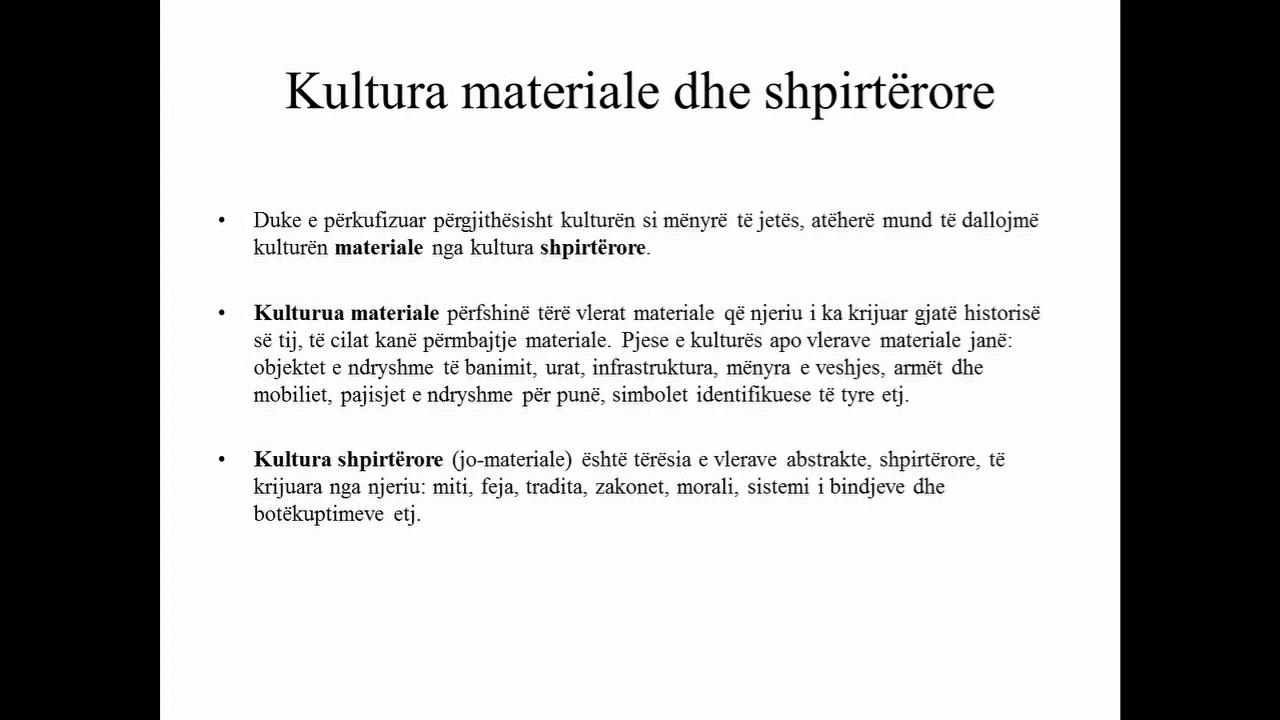 Kultura materiale dhe shpirtërore
• Duke e përkufizuar përgjithësisht kulturën si mënyrë të jetës, atëherë mund të dallojmë
kulturën materiale nga kultura shpirtërore.
• Kulturua materiale përfshinë tërë vlerat materiale që njeriu i ka krijuar gjatë historisë
së tij, të cilat kanë përmbajtje materiale. Pjese e kulturës apo vlerave materiale janë:
objektet e ndryshme të banimit, urat, infrastruktura, mënyra e veshjes, armët dhe
mobiliet, pajisjet e ndryshme për punë, simbolet identifikuese të tyre etj.
• Kultura shpirtërore (jo-materiale) është tërësia e vlerave abstrakte, shpirtërore, të
krijuara nga njeriu: miti, feja, tradita, zakonet, morali, sistemi i bindjeve dhe
botëkuptimeve etj.